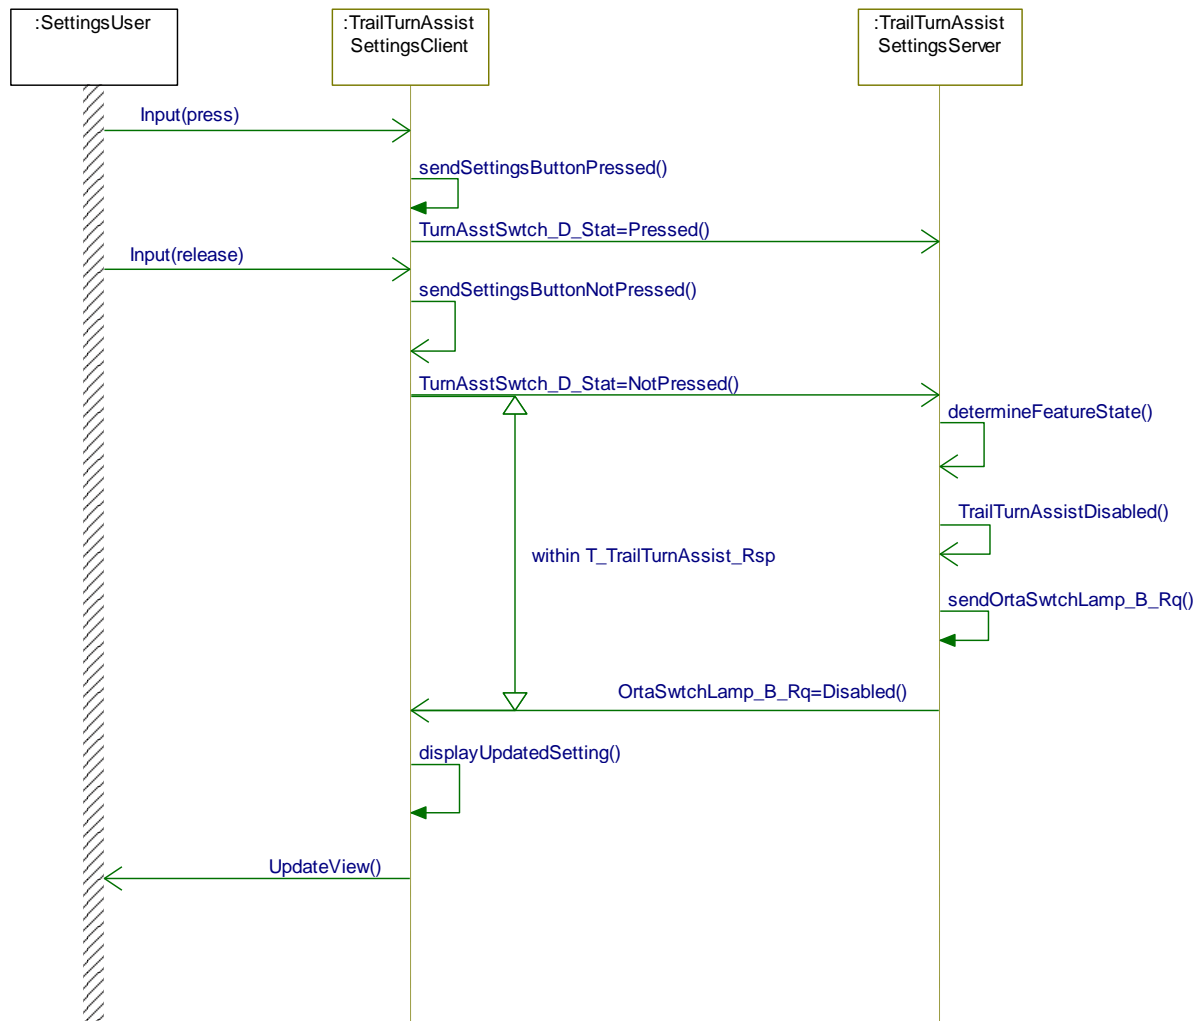 :SettingsUser
:TrailTurnAssist
SettingsClient
:TrailTurnAssist
SettingsServer
Input(press)
sendSettingsButtonPressed()
TurnAsstSwtch_D_Stat=Pressed()
Input(release)
sendSettingsButtonNotPressed()
TurnAsstSwtch_D_Stat=NotPressed()
determineFeatureState()
TrailTurnAssistDisabled()
within T_TrailTurnAssist_Rsp
sendOrtaSwtchLamp_B_Rq()
OrtaSwtchLamp_B_Rq=Disabled()
displayUpdatedSetting()
UpdateView()